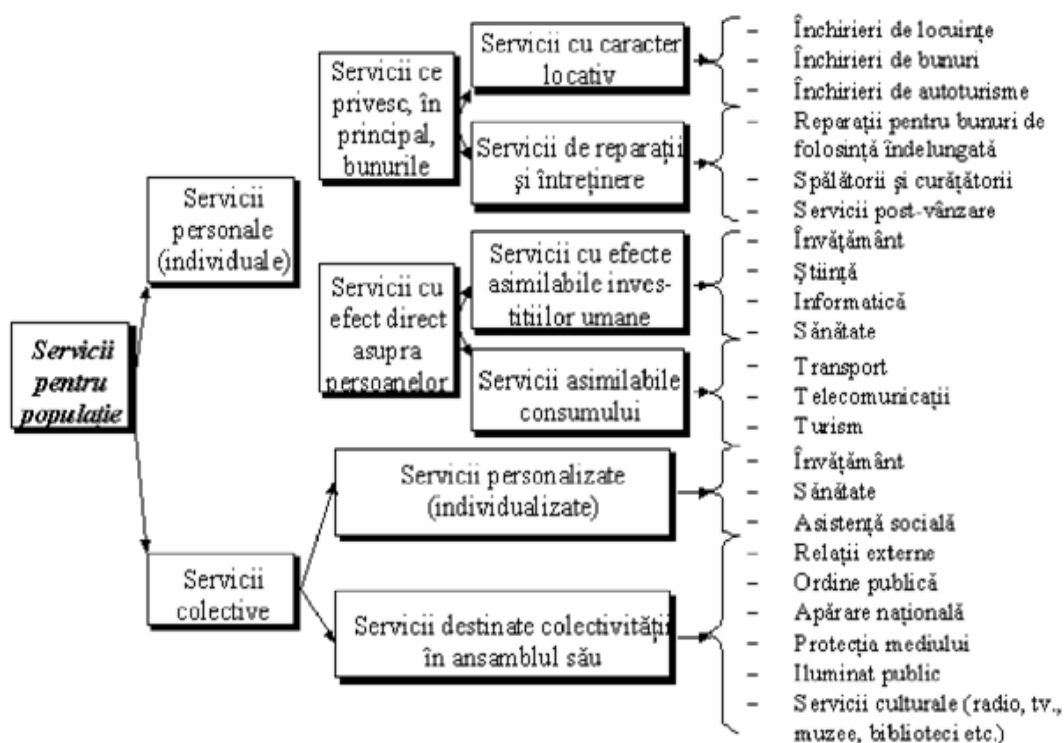 Servicii
pentru
populație
Servicii
personale
(individuale)
Servicii
colective
Servicii ce
privesc, în
principal,
bunurile
Servicii cu
efect direct
asupra
persoanelor
Servicii cu caracter
locativ
Servicii de reparații
și întreținere
Servicii cu efecte
asimilabile inves-
titiilor umane
Servicii asimilabile
consumului
Servicii personalizate
(individualizate)
Servicii destinate colectivității
în ansamblul său
- Închirieri de locuințe
- Închirieri de bunuri
- Închirieri de autoturisme
- Reparații pentru bunuri de
folosință îndelungată
- Spălătorii și curățătorii
- Servicii post-vânzare
- Învățământ
- Știință
- Informatică
- Sănătate
- Transport
- Telecomunicații
- Turism
- Învățământ
- Sănătate
- Asistență socială
- Relații externe
- Ordine publică
- Apărare națională
- Protecția mediului
- Iluminat public
- Servicii culturale (radio, tv.,
muzee, biblioteci etc.)